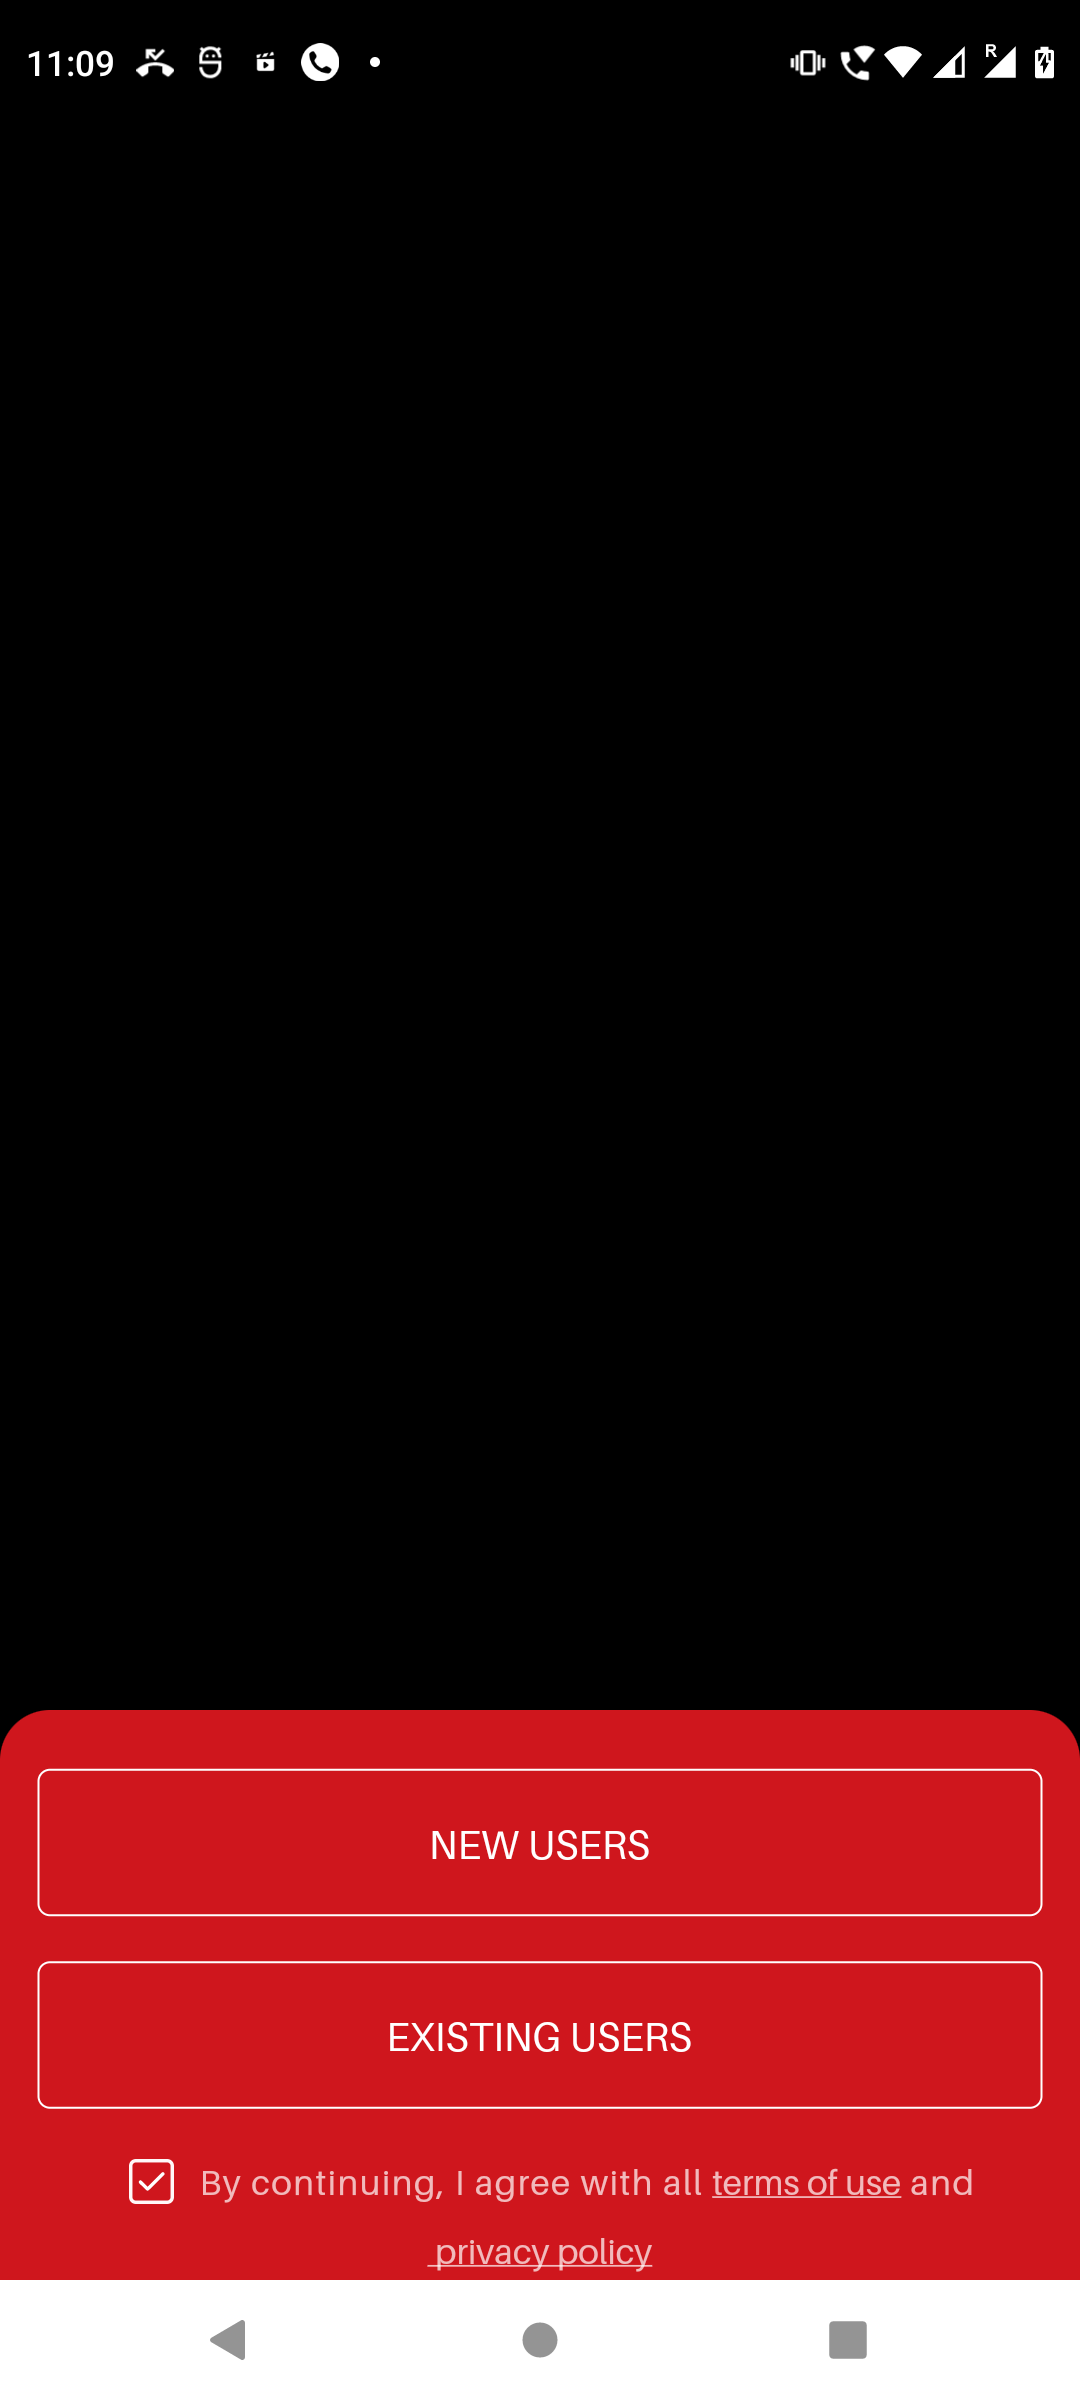 11:09
R
NEW USERS
EXISTING USERS
By continuing, I agree with all terms of use and
privacy policy